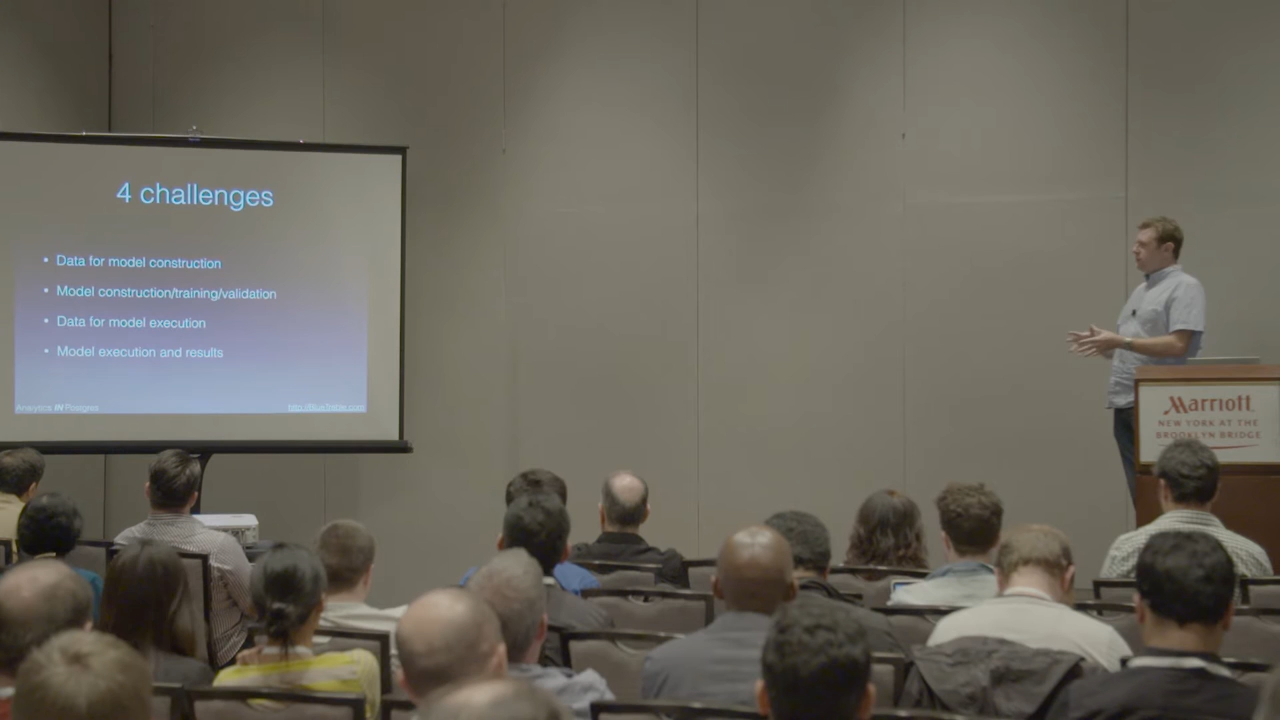 4 challenges
• Data for model construction
• Model construction/training/validation
• Data for model execution
• Model execution and results
Analytics IN Postgres
Marriott
NEW YORK AT THE
BROOKLYN BRIDGE